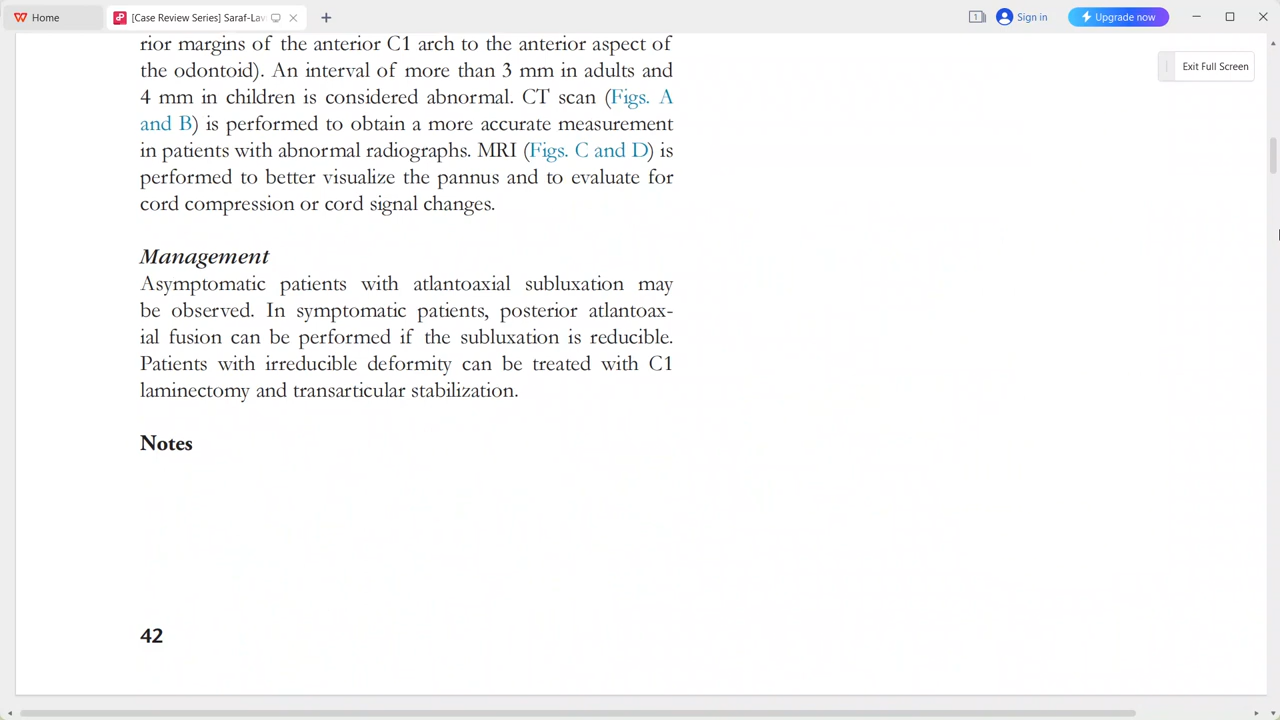 Home
[Case Review Series] Saraf-Lav
1
Sign in
Upgrade now
Exit Full Screen
rior margins of the anterior C1 arch to the anterior aspect of
the odontoid). An interval of more than 3 mm in adults and
4 mm in children is considered abnormal. CT scan (Figs. A
and B) is performed to obtain a more accurate measurement
in patients with abnormal radiographs. MRI (Figs. C and D) is
performed to better visualize the pannus and to evaluate for
cord compression or cord signal changes.
Management
Asymptomatic patients with atlantoaxial subluxation may
be observed. In symptomatic patients, posterior atlantoax-
ial fusion can be performed if the subluxation is reducible.
Patients with irreducible deformity can be treated with C1
laminectomy and transarticular stabilization.
Notes
42